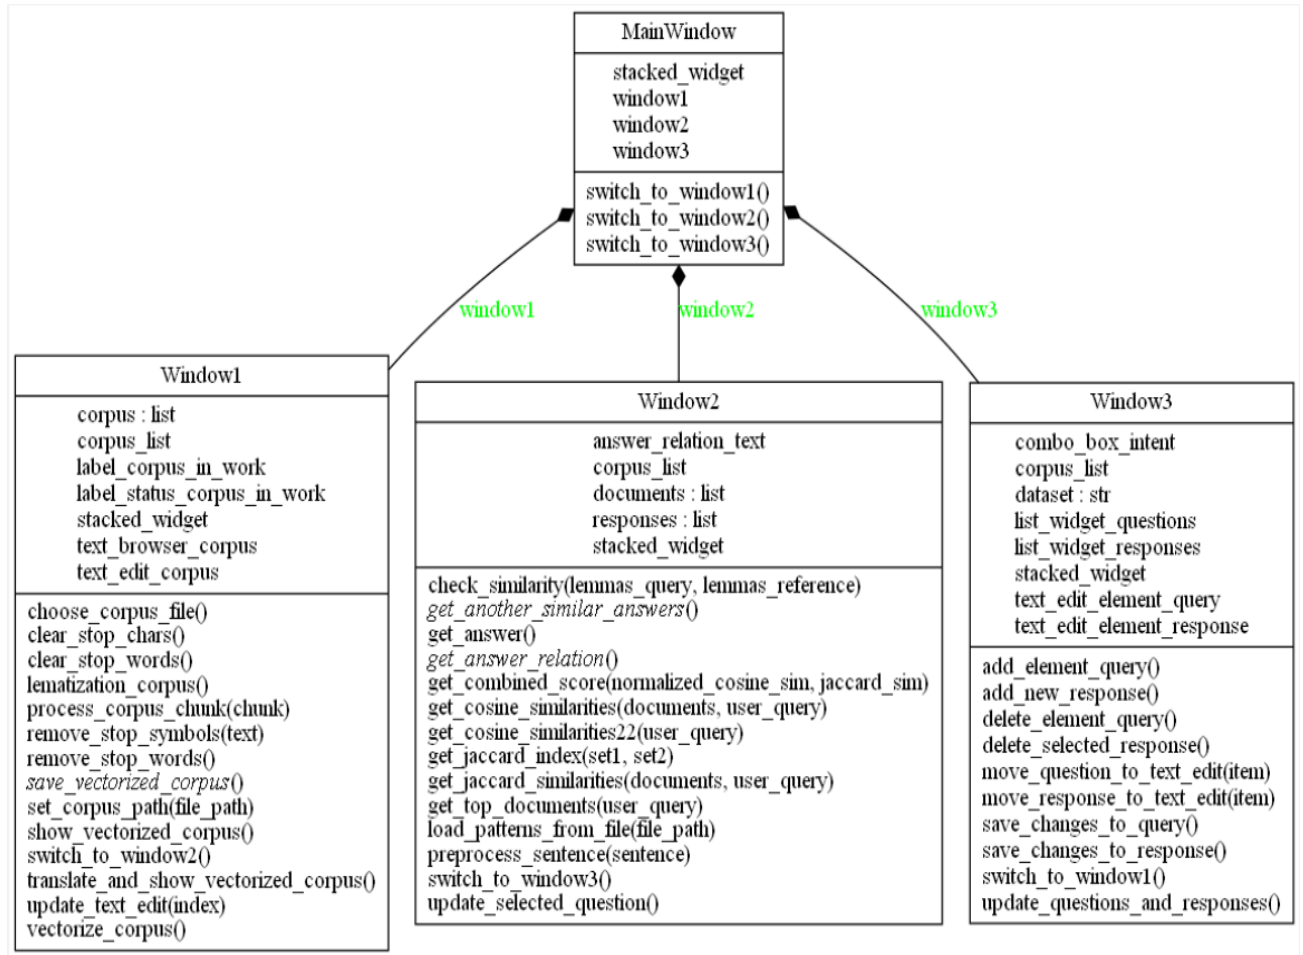 MainWindow
stacked_widget
window1
window2
window3
switch_to_window1()
switch_to_window2()
switch_to_window3()
window1
window2
window3
Window1
corpus : list
corpus_list
label_corpus_in_work
label_status_corpus_in_work
stacked_widget
text_browser_corpus
text_edit_corpus
choose_corpus_file()
clear_stop_chars()
clear_stop_words()
lematization_corpus()
process_corpus_chunk(chunk)
remove_stop_symbols(text)
remove_stop_words()
save_vectorized_corpus()
set_corpus_path(file_path)
show_vectorized_corpus()
switch_to_window2()
translate_and_show_vectorized_corpus()
update_text_edit(index)
vectorize_corpus()
Window2
answer_relation_text
corpus_list
documents : list
responses : list
stacked_widget
check_similarity(lemmas_query, lemmas_reference)
get_another_similar_answers()
get_answer()
get_answer_relation()
get_combined_score(normalized_cosine_sim, jaccard_sim)
get_cosine_similarities(documents, user_query)
get_cosine_similarities22(user_query)
get_jaccard_index(set1, set2)
get_jaccard_similarities(documents, user_query)
get_top_documents(user_query)
load_patterns_from_file(file_path)
preprocess_sentence(sentence)
switch_to_window3()
update_selected_question()
Window3
combo_box_intent
corpus_list
dataset : str
list_widget_questions
list_widget_responses
stacked_widget
text_edit_element_query
text_edit_element_response
add_element_query()
add_new_response()
delete_element_query()
delete_selected_response()
move_question_to_text_edit(item)
move_response_to_text_edit(item)
save_changes_to_query()
save_changes_to_response()
switch_to_window1()
update_questions_and_responses()